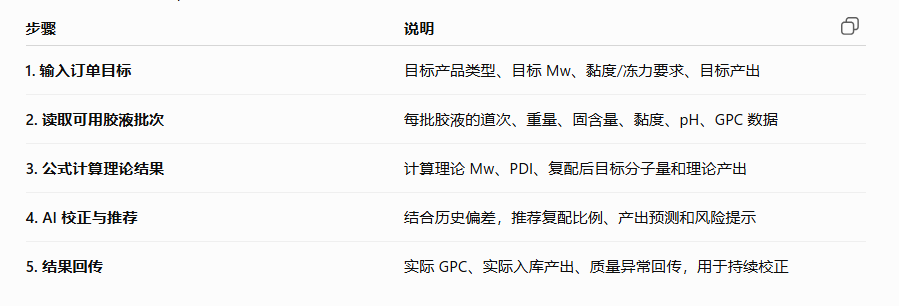 步骤 说明
1. 输入订单目标 目标产品类型、目标 Mw、黏度/冻力要求、目标产出
2. 读取可用胶液批次 每批胶液的道次、重量、固含量、黏度、pH、GPC 数据
3. 公式计算理论结果 计算理论 Mw、PDI、复配后目标分子量和理论产出
4. AI 校正与推荐 结合历史偏差，推荐复配比例、产出预测和风险提示
5. 结果回传 实际 GPC、实际入库产出、质量异常回传，用于持续校正